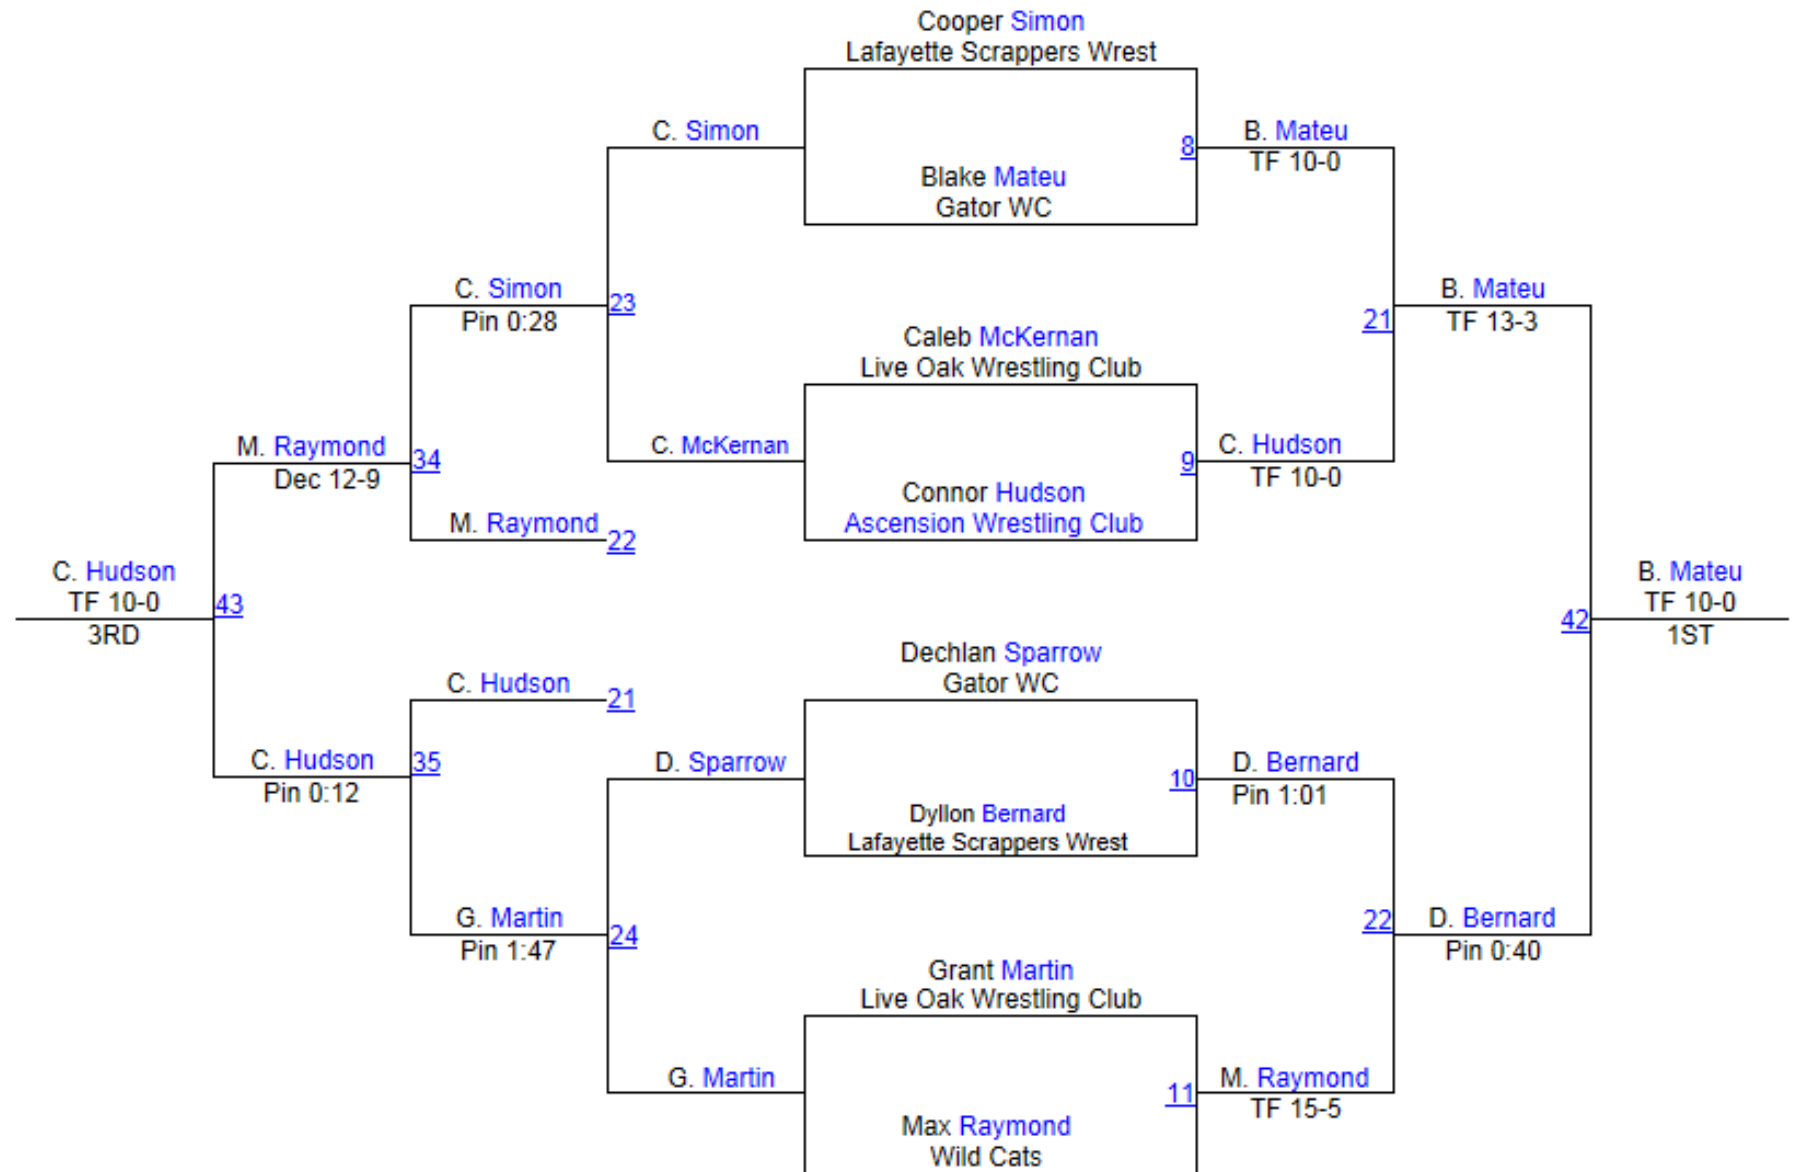 Cooper Simon
Lafayette Scrappers Wrest
C. Simon
8
B. Mateu
TF 10-0
Blake Mateu
Gator WC
C. Simon
Pin 0:28
23
B. Mateu
TF 13-3
21
Caleb McKernan
Live Oak Wrestling Club
M. Raymond
Dec 12-9
34
C. McKernan
9
C. Hudson
TF 10-0
Connor Hudson
Ascension Wrestling Club
M. Raymond
22
C. Hudson
TF 10-0
3RD
43
B. Mateu
TF 10-0
1ST
42
Dechlan Sparrow
Gator WC
C. Hudson
21
C. Hudson
Pin 0:12
35
D. Sparrow
10
D. Bernard
Pin 1:01
Dyllon Bernard
Lafayette Scrappers Wrest
G. Martin
Pin 1:47
24
22
D. Bernard
Pin 0:40
Grant Martin
Live Oak Wrestling Club
G. Martin
11
M. Raymond
TF 15-5
Max Raymond
Wild Cats